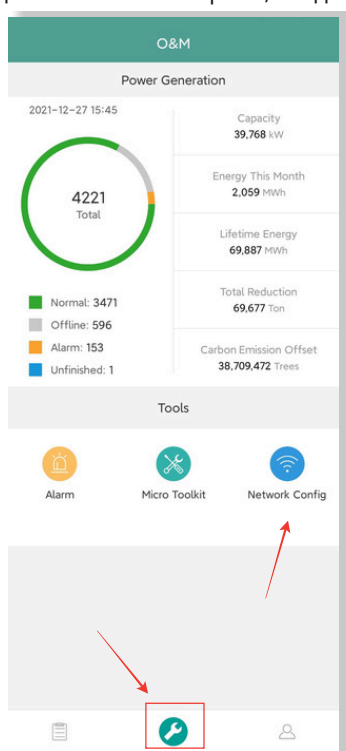 O&M
Power Generation
2021-12-27 15:45
4221
Total
Normal: 3471
Offline: 596
Alarm: 153
Unfinished: 1
Capacity
39,768 kW
Energy This Month
2,059 MWh
Lifetime Energy
69,887 MWh
Total Reduction
69,677 Ton
Carbon Emission Offset
38,709,472 Trees
Tools
Alarm
Micro Toolkit
Network Config